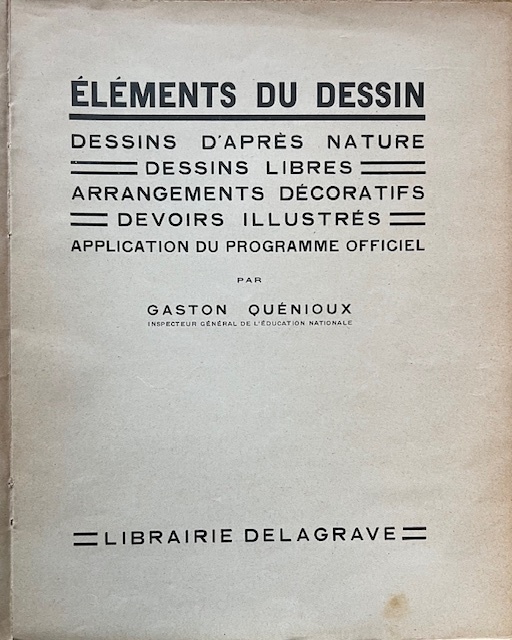 ÉLÉMENTS DU DESSIN
DESSINS D'APRÈS NATURE
DESSINS LIBRES
ARRANGEMENTS DÉCORATIFS
DEVOIRS ILLUSTRÉS
APPLICATION DU PROGRAMME OFFICIEL
PAR
GASTON QUÉNIOUX
INSPECTEUR GÉNÉRAL DE L'ÉDUCATION NATIONALE
LIBRAIRIE DELAGRAVE